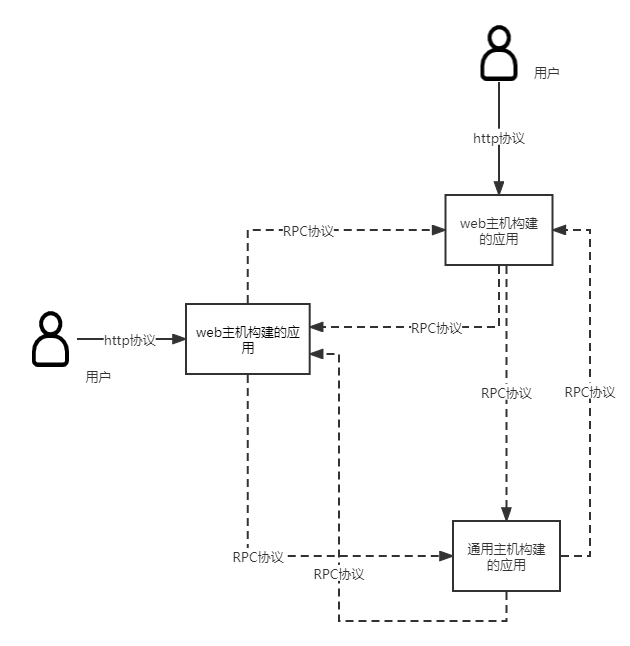 用户
http协议
web主机构建
的应用
RPC协议
web主机构建的应
用
http协议
用户
RPC协议
RPC协议
RPC协议
通用主机构建
的应用
RPC协议
RPC协议